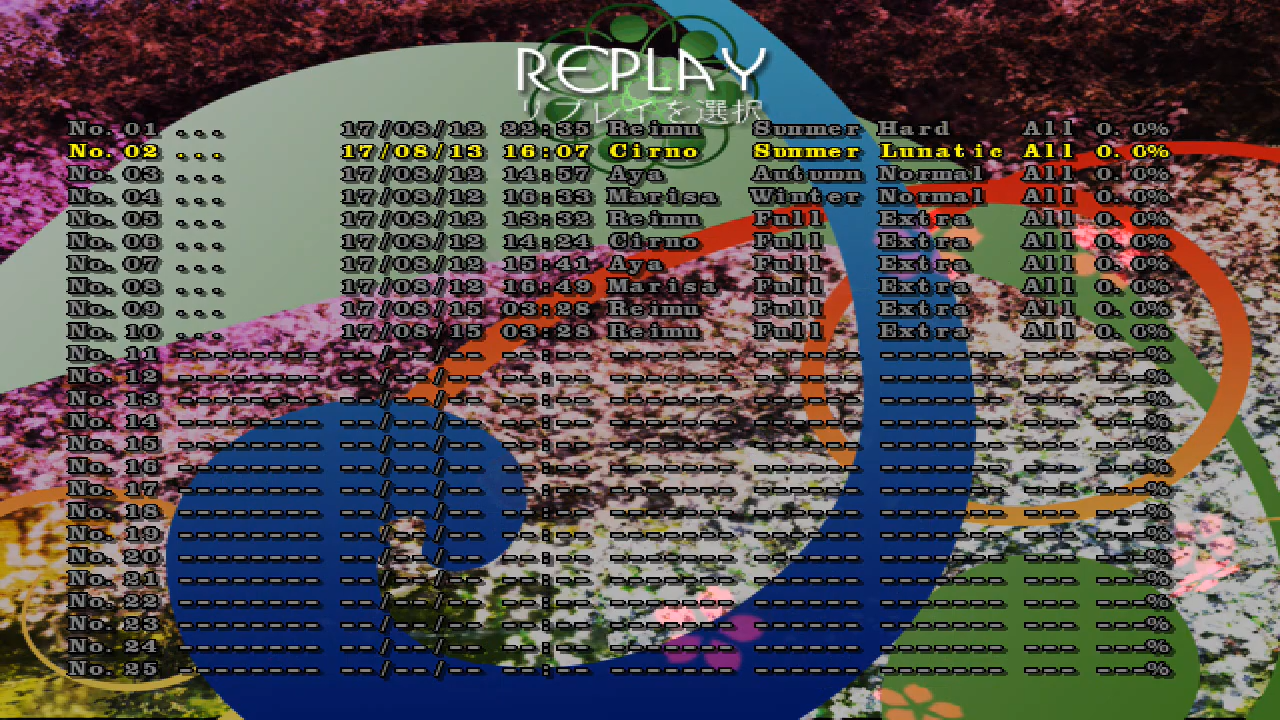 REPLAY
リプレイを選択
No. 01 ... 17/08/12 22:35 Reimu Summer Hard All 0.0%
No. 02 ... 17/08/13 16:07 Cirno Summer Lunatic All 0.0%
No. 03 ... 17/08/12 14:57 Aya Autumn Normal All 0.0%
No. 04 ... 17/08/12 16:33 Marisa Winter Normal All 0.0%
No. 05 ... 17/08/12 13:32 Reimu Full Extra All 0.0%
No. 06 ... 17/08/12 14:24 Cirno Full Extra All 0.0%
No. 07 ... 17/08/12 15:41 Aya Full Extra All 0.0%
No. 08 ... 17/08/12 16:49 Marisa Full Extra All 0.0%
No. 09 ... 17/08/15 03:28 Reimu Full Extra All 0.0%
No. 10 ... 17/08/15 03:28 Reimu Full Extra All 0.0%
No. 11 -------- --/--/-- --:-- ------- ------ ------- --- ---%
No. 12 -------- --/--/-- --:-- ------- ------ ------- --- ---%
No. 13 -------- --/--/-- --:-- ------- ------ ------- --- ---%
No. 14 -------- --/--/-- --:-- ------- ------ ------- --- ---%
No. 15 -------- --/--/-- --:-- ------- ------ ------- --- ---%
No. 16 -------- --/--/-- --:-- ------- ------ ------- --- ---%
No. 17 -------- --/--/-- --:-- ------- ------ ------- --- ---%
No. 18 -------- --/--/-- --:-- ------- ------ ------- --- ---%
No. 19 -------- --/--/-- --:-- ------- ------ ------- --- ---%
No. 20 -------- --/--/-- --:-- ------- ------ ------- --- ---%
No. 21 -------- --/--/-- --:-- ------- ------ ------- --- ---%
No. 22 -------- --/--/-- --:-- ------- ------ ------- --- ---%
No. 23 -------- --/--/-- --:-- ------- ------ ------- --- ---%
No. 24 -------- --/--/-- --:-- ------- ------ ------- --- ---%
No. 25 -------- --/--/-- --:-- ------- ------ ------- --- ---%